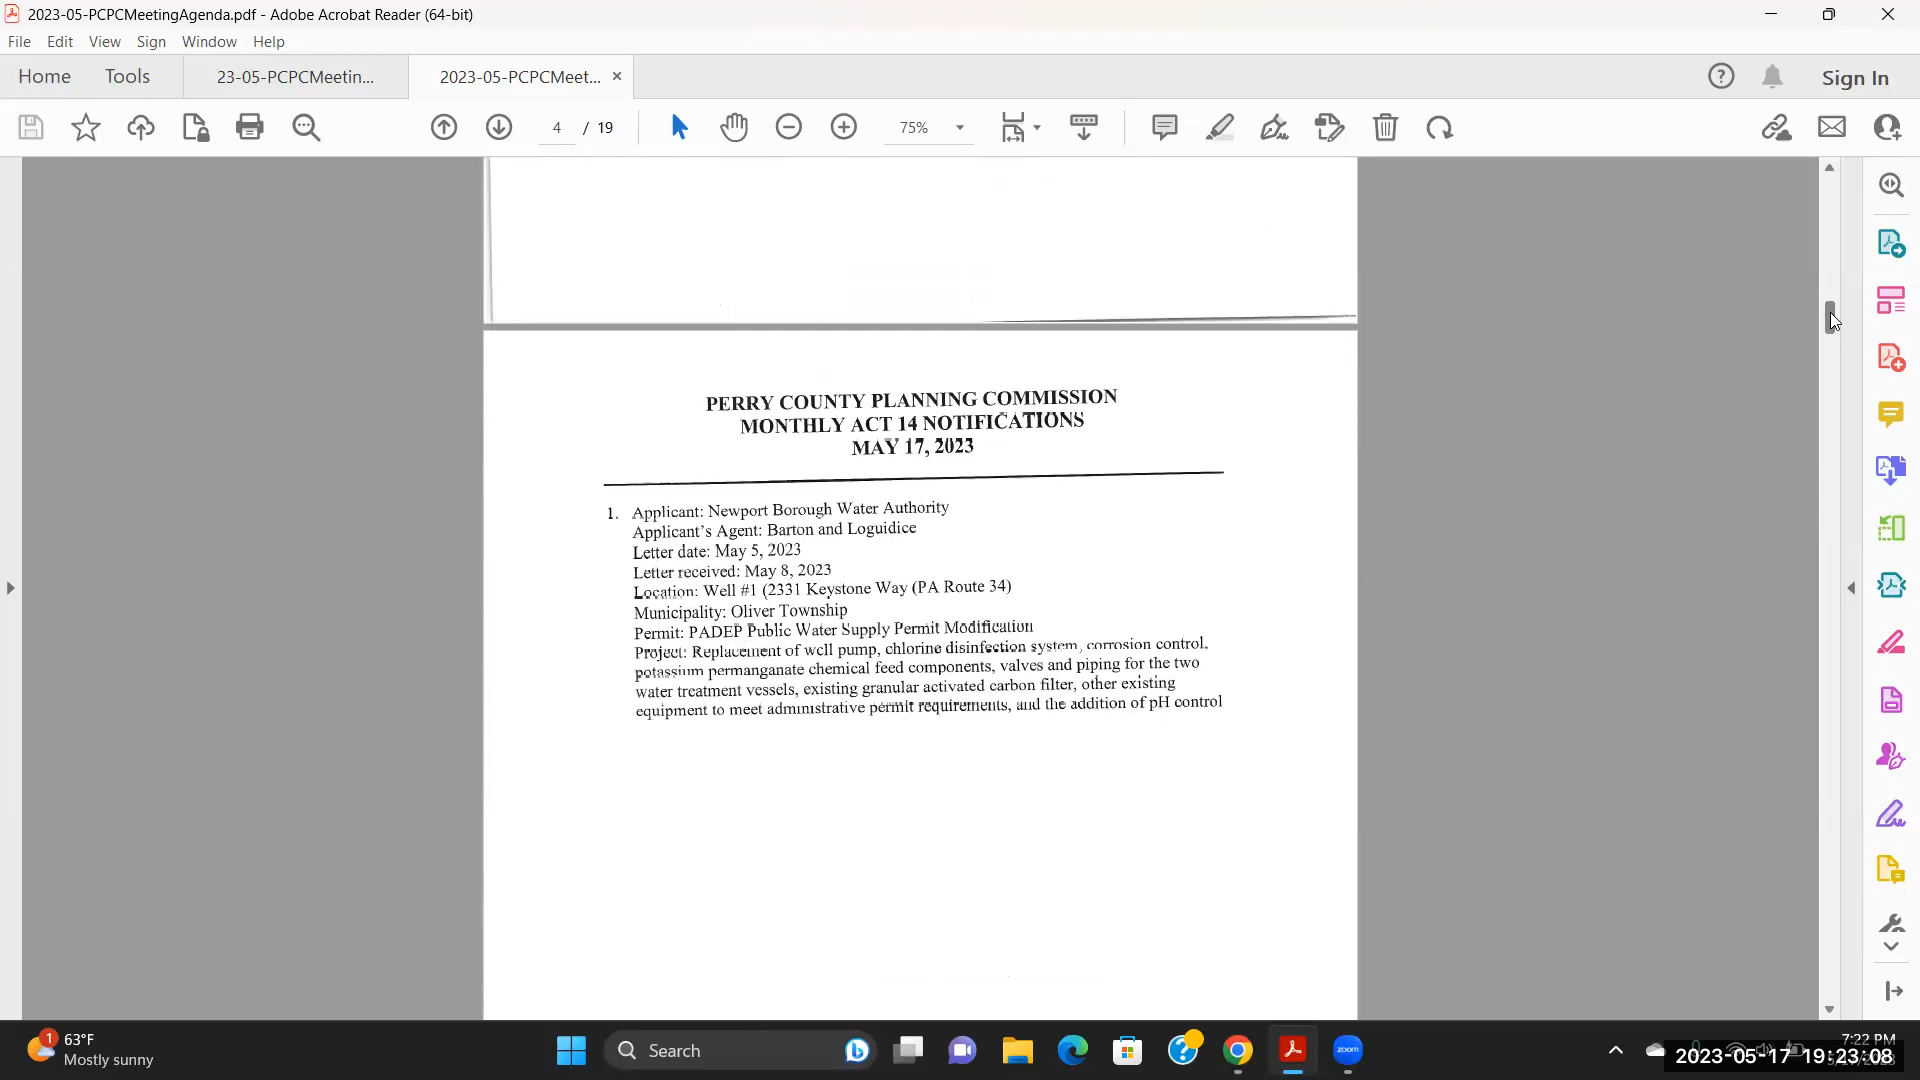 2023-05-PCPCMeetingAgenda.pdf - Adobe Acrobat Reader (64-bit)
File Edit View Sign Window Help
Home Tools 23-05-PCPCMeetin... 2023-05-PCPCMeet... Sign In
4 / 19 75%
PERRY COUNTY PLANNING COMMISSION
MONTHLY ACT 14 NOTIFICATIONS
MAY 17, 2023
1. Applicant: Newport Borough Water Authority
Applicant's Agent: Barton and Loguidice
Letter date: May 5, 2023
Letter received: May 8, 2023
Location: Well #1 (2331 Keystone Way (PA Route 34)
Municipality: Oliver Township
Permit: PADEP Public Water Supply Permit Modification
Project: Replacement of well pump, chlorine disinfection system, corrosion control,
potassium permanganate chemical feed components, valves and piping for the two
water treatment vessels, existing granular activated carbon filter, other existing
equipment to meet administrative permit requirements, and the addition of pH control
1 63°F
Mostly sunny
Search
zoom
7:22 PM
2023-05-17 19:23:08